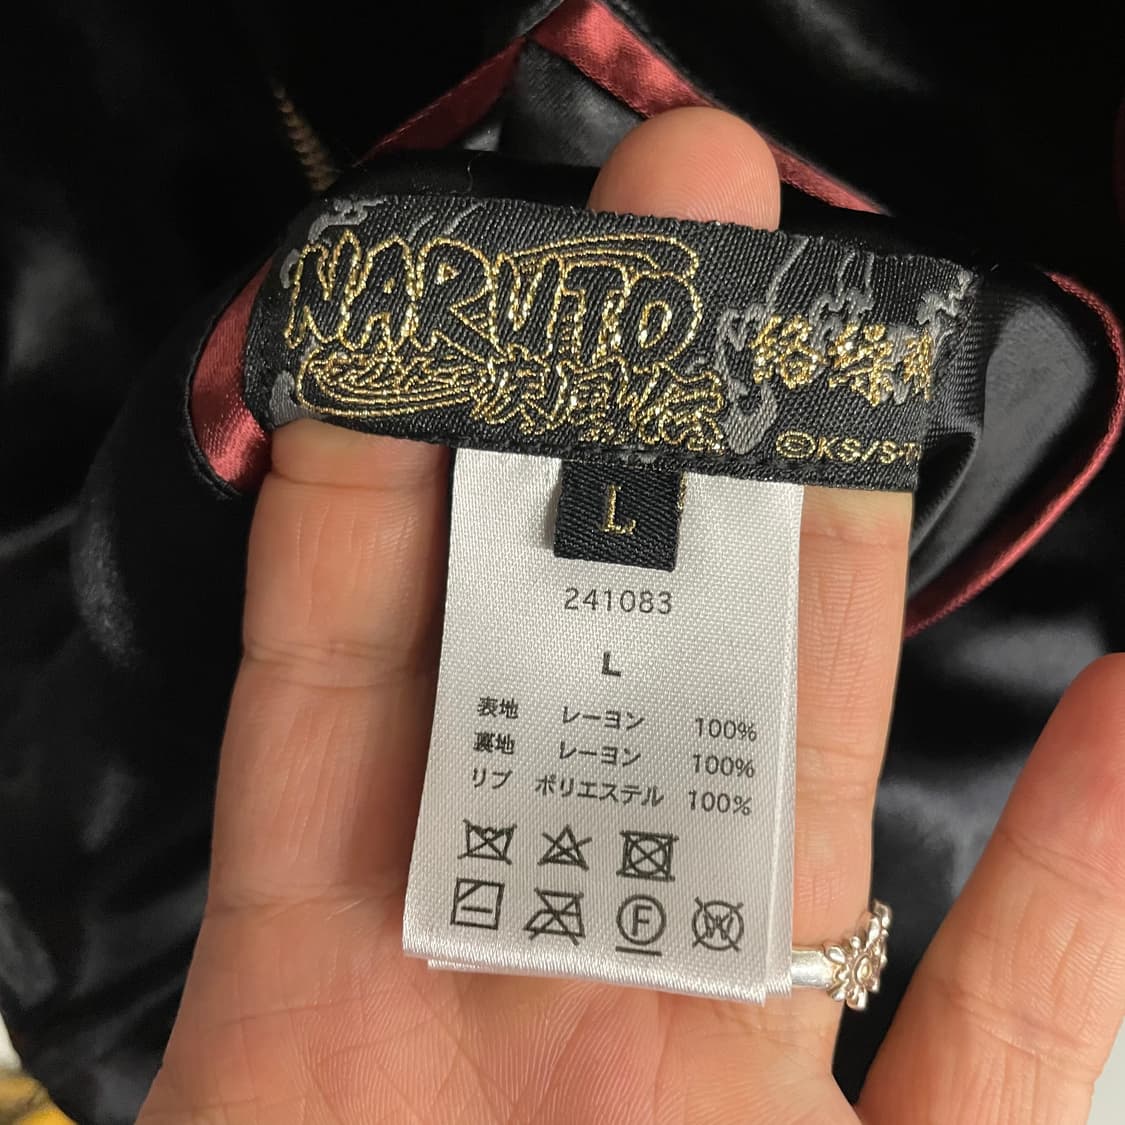 NARUTO
疾風伝
絡繰魂
©KS/S·T
L
241083
L
表地 レーヨン 100%
裏地 レーヨン 100%
リブ ポリエステル 100%
F
W